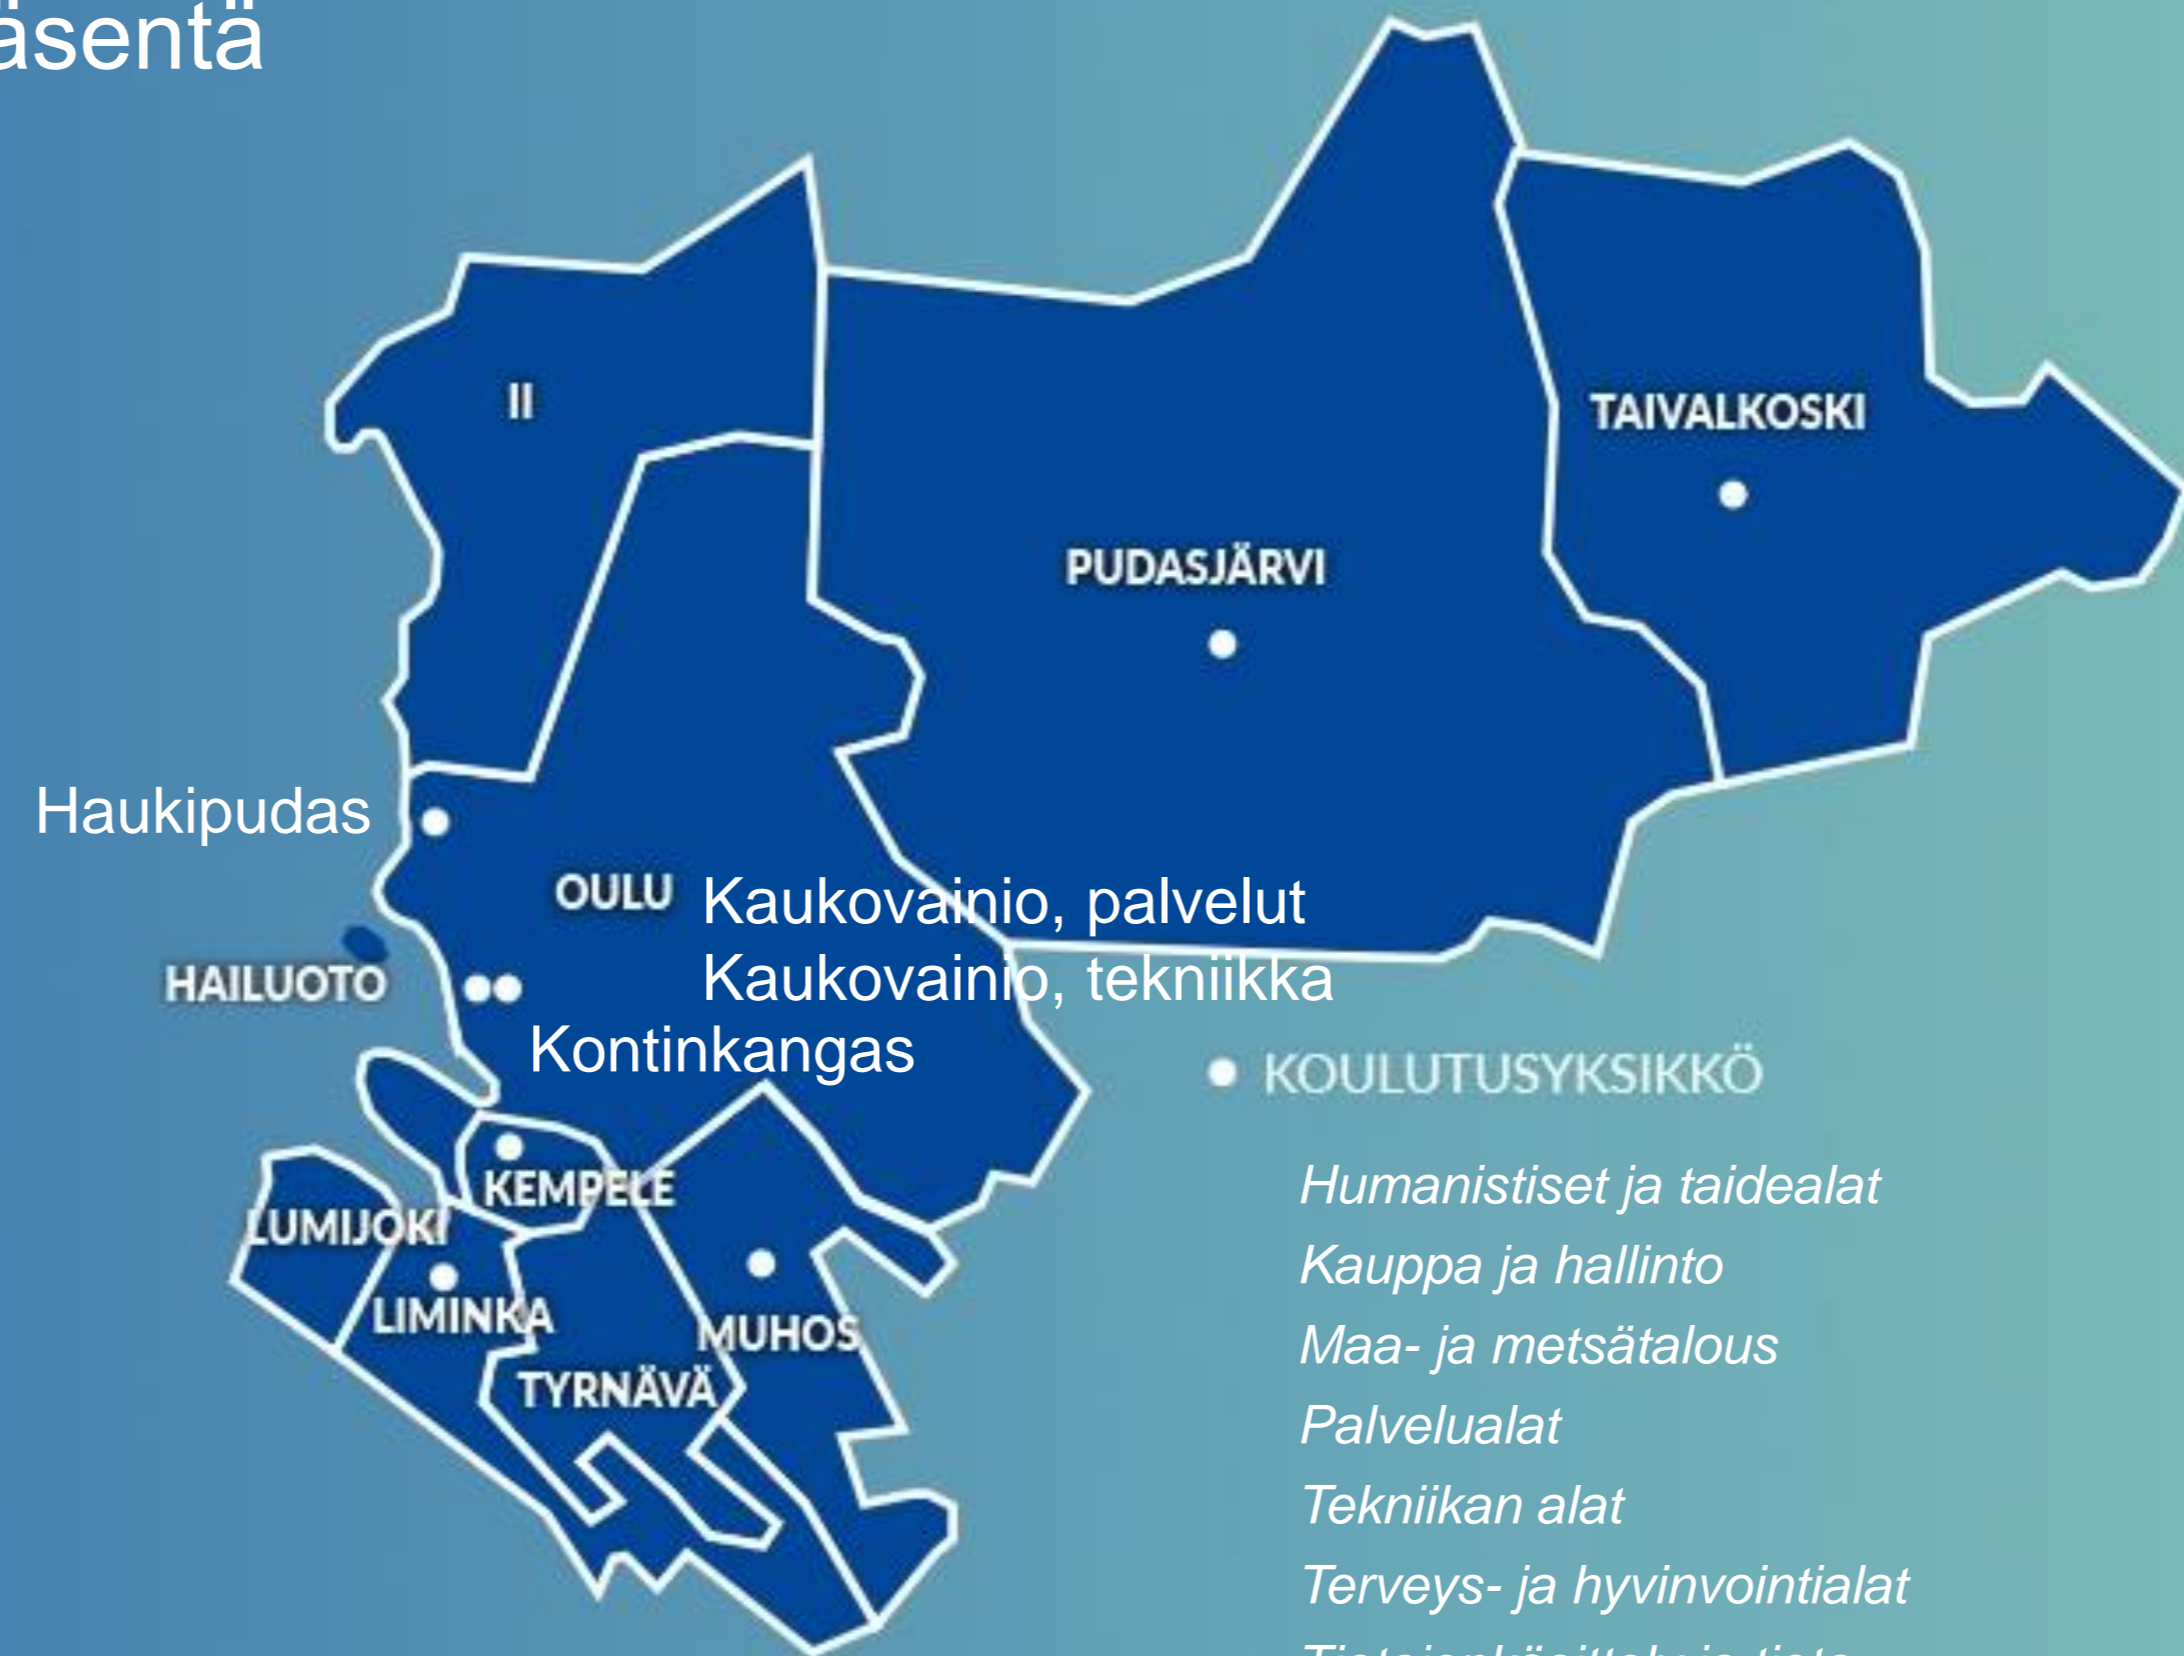 II
TAIVALKOSKI
PUDASJÄRVI
Haukipudas
OULU
Kaukovainio, palvelut
HAILUOTO
Kaukovainio, tekniikka
Kontinkangas
KOULUTUSYKSIKKÖ
KEMPELE
LUMIJOKI
LIMINKA
MUHOS
TYRNÄVÄ
Humanistiset ja taidealat
Kauppa ja hallinto
Maa- ja metsätalous
Palvelualat
Tekniikan alat
Terveys- ja hyvinvointialat